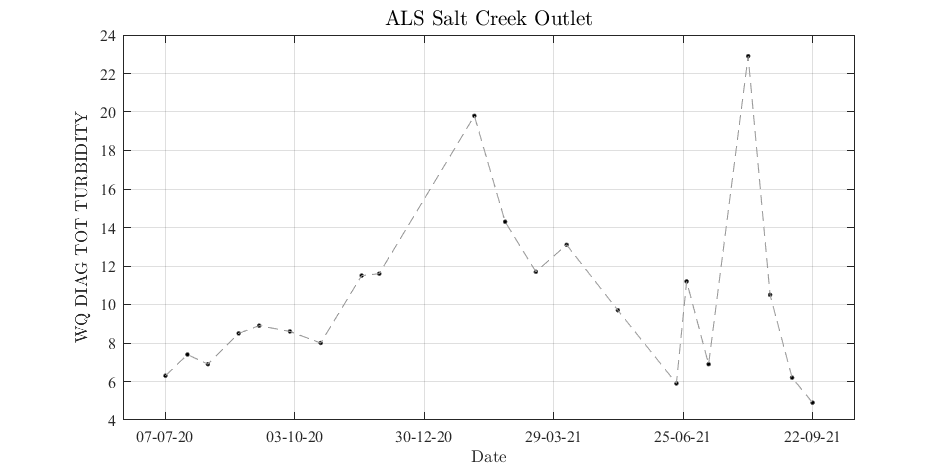 ALS Salt Creek Outlet
24
22
20
18
16
14
12
10
8
6
4
WQ DIAG TOT TURBIDITY
07-07-20 03-10-20 30-12-20 29-03-21 25-06-21 22-09-21
Date